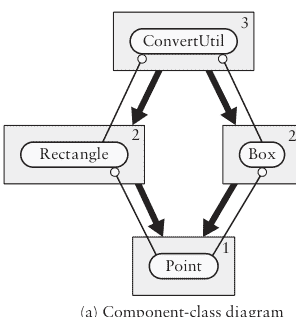 3
ConvertUtil
2
Rectangle
2
Box
1
Point
(a) Component-class diagram